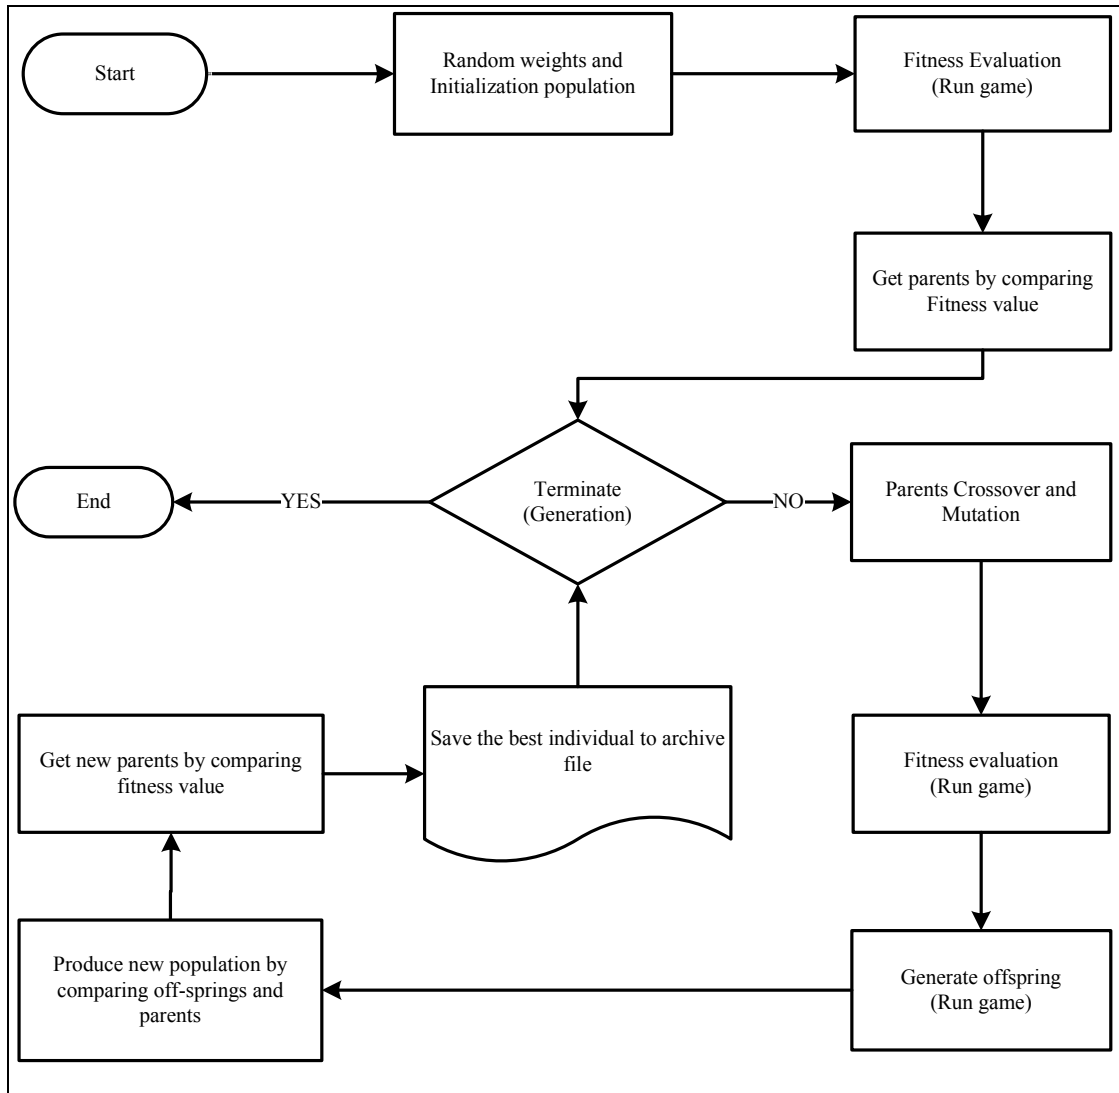 Start
Random weights and
Initialization population
Fitness Evaluation
(Run game)
Get parents by comparing
Fitness value
End
YES
Terminate
(Generation)
NO
Parents Crossover and
Mutation
Get new parents by comparing
fitness value
Save the best individual to archive
file
Fitness evaluation
(Run game)
Produce new population by
comparing off-springs and
parents
Generate offspring
(Run game)